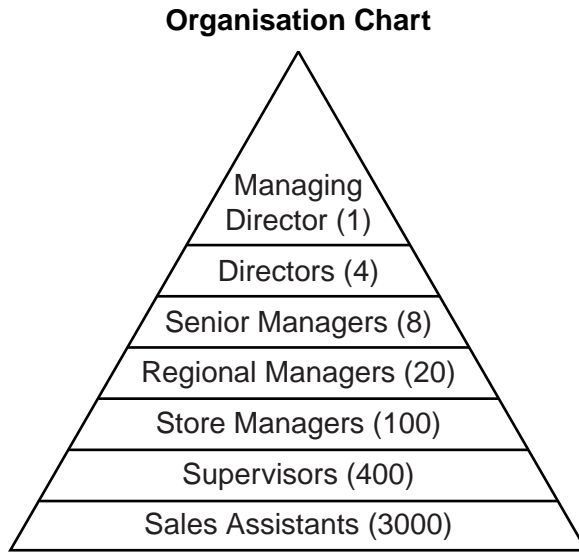 Organisation Chart
Managing
Director (1)
Directors (4)
Senior Managers (8)
Regional Managers (20)
Store Managers (100)
Supervisors (400)
Sales Assistants (3000)